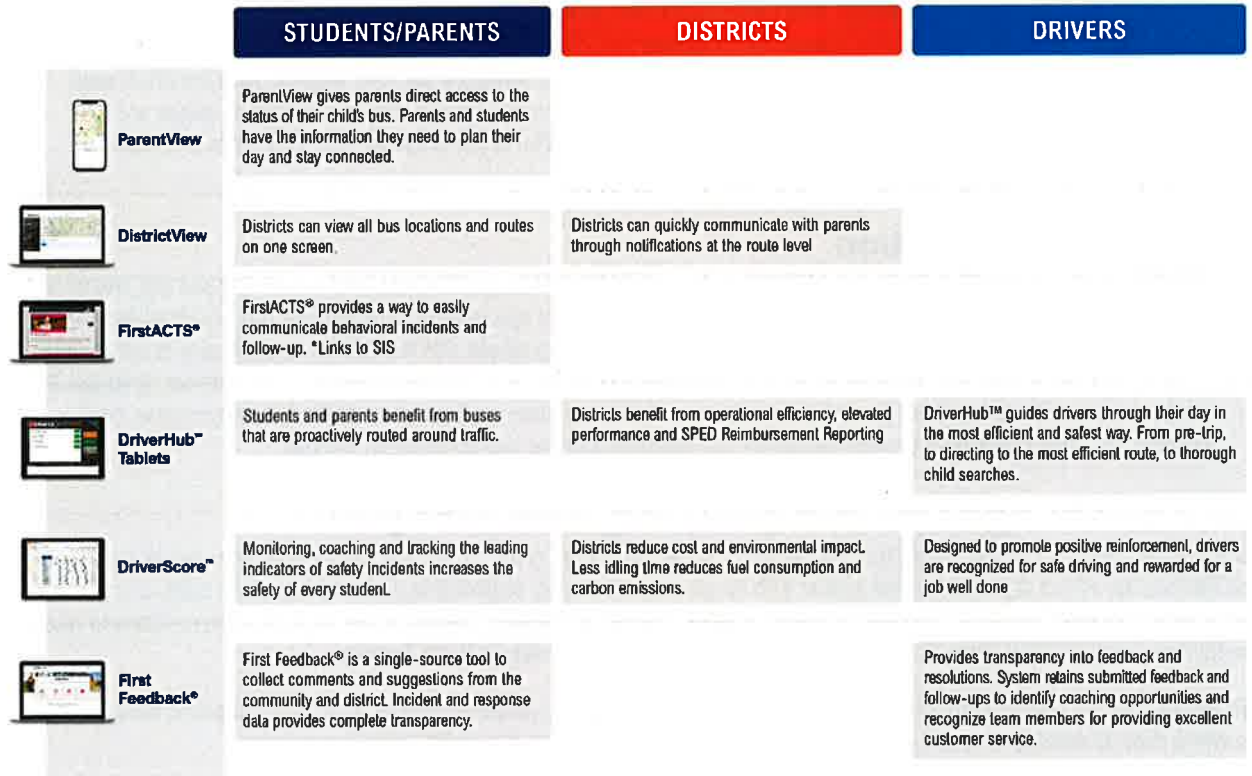 STUDENTS/PARENTS
DISTRICTS
DRIVERS
ParentView
ParentView gives parents direct access to the
status of their child's bus. Parents and students
have the information they need to plan their
day and stay connected.
DistrictView
Districts can view all bus locations and routes
on one screen.
Districts can quickly communicate with parents
through notifications at the route level
FirstACTS®
FirstACTS® provides a way to easily
communicate behavioral incidents and
follow-up. *Links to SIS
DriverHub™
Tablets
Students and parents benefit from buses
that are proactively routed around traffic.
Districts benefit from operational efficiency, elevated
performance and SPED Reimbursement Reporting
DriverHub™ guides drivers through their day in
the most efficient and safest way. From pre-trip,
to directing to the most efficient route, to thorough
child searches.
DriverScore™
Monitoring, coaching and tracking the leading
indicators of safety incidents increases the
safety of every student.
Districts reduce cost and environmental impact.
Less idling time reduces fuel consumption and
carbon emissions.
Designed to promote positive reinforcement, drivers
are recognized for safe driving and rewarded for a
job well done
First
Feedback®
First Feedback® is a single-source tool to
collect comments and suggestions from the
community and district. Incident and response
data provides complete transparency.
Provides transparency into feedback and
resolutions. System retains submitted feedback and
follow-ups to identify coaching opportunities and
recognize team members for providing excellent
customer service.